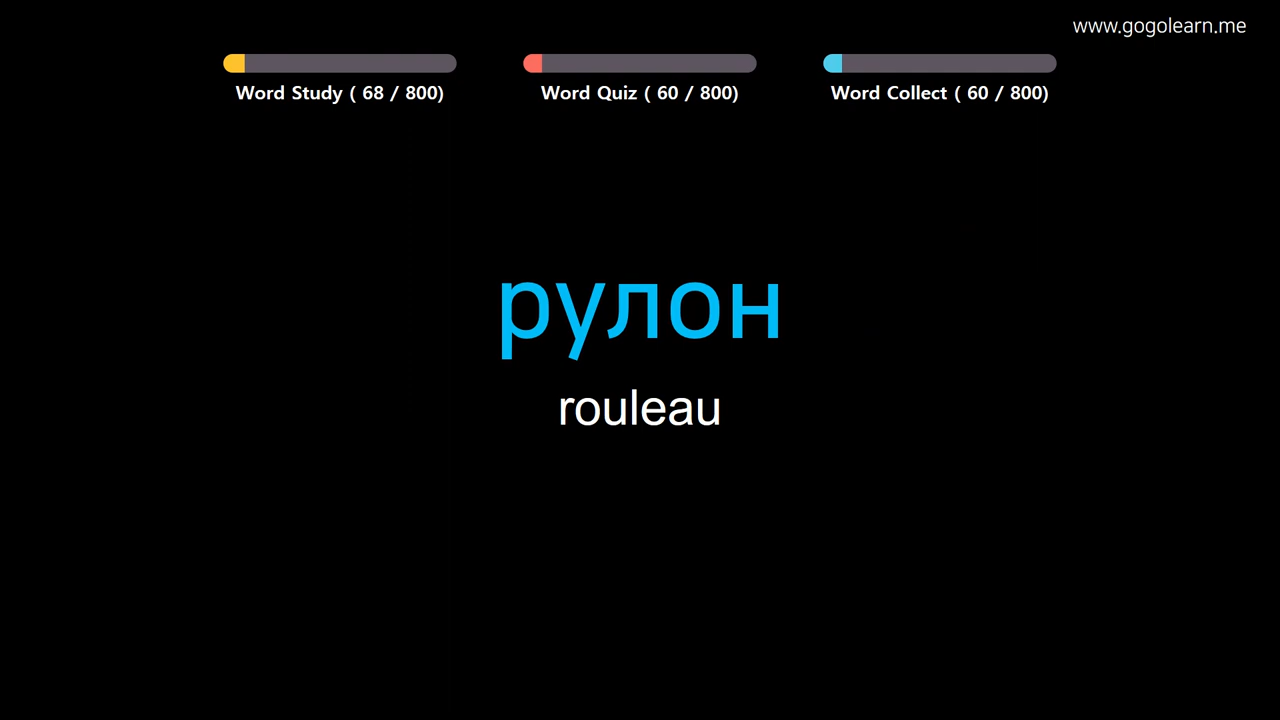 www.gogolearn.me
Word Study ( 68 / 800)
Word Quiz ( 60 / 800)
Word Collect ( 60 / 800)
рулон
rouleau